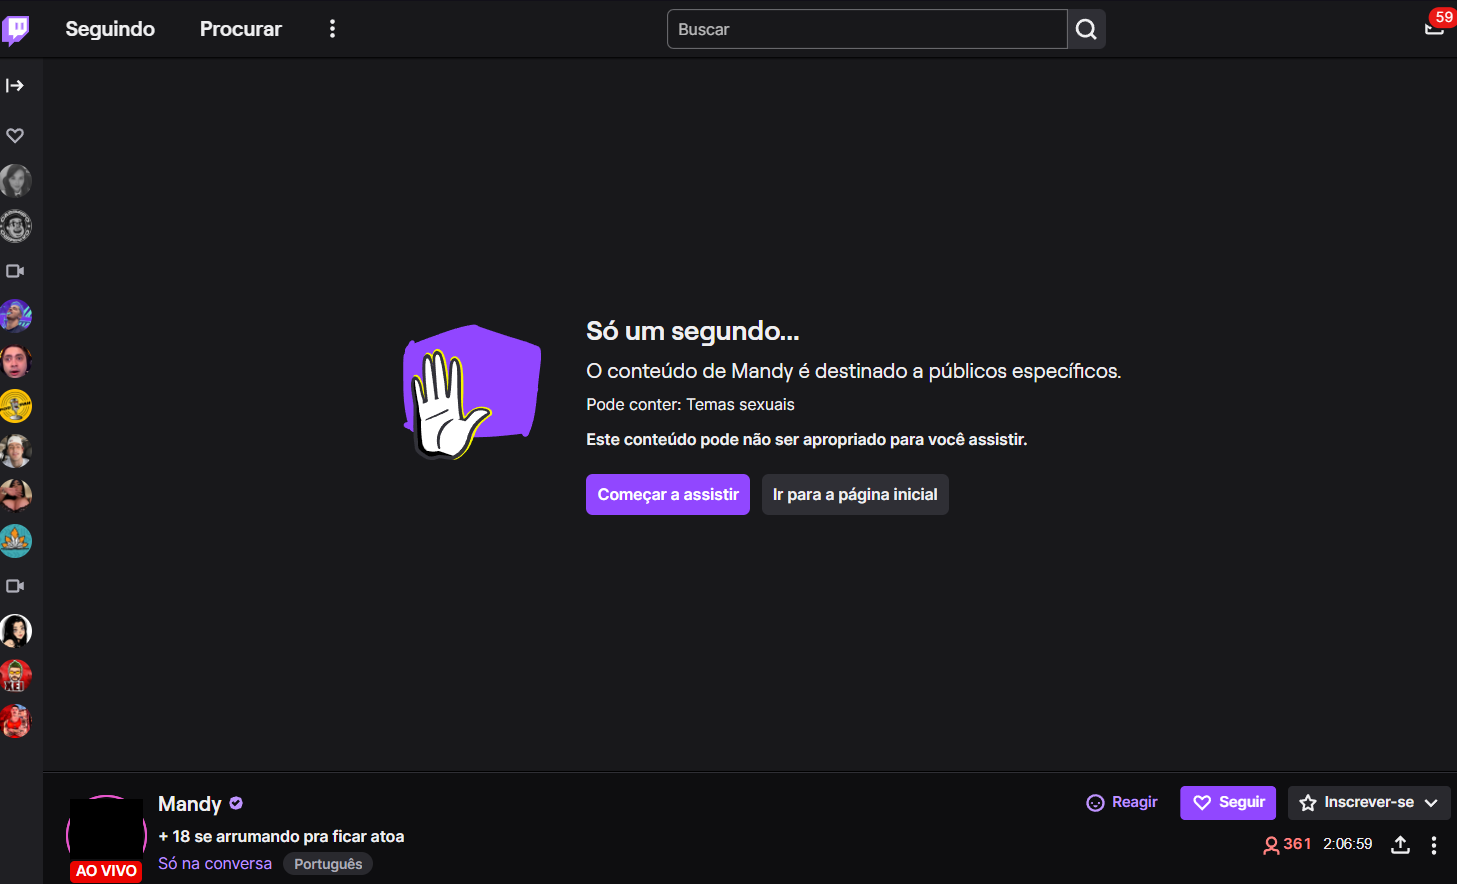 Seguindo
Procurar
Buscar
59
Só um segundo...
O conteúdo de Mandy é destinado a públicos específicos.
Pode conter: Temas sexuais
Este conteúdo pode não ser apropriado para você assistir.
Começar a assistir
Ir para a página inicial
XEI
Mandy
Reagir
Seguir
Inscrever-se
+ 18 se arrumando pra ficar atoa
361
2:06:59
Só na conversa
Português
AO VIVO